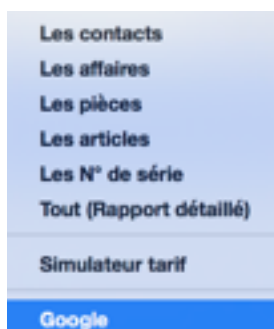 Les contacts
Les affaires
Les pièces
Les articles
Les N° de série
Tout (Rapport détaillé)
Simulateur tarif
Google